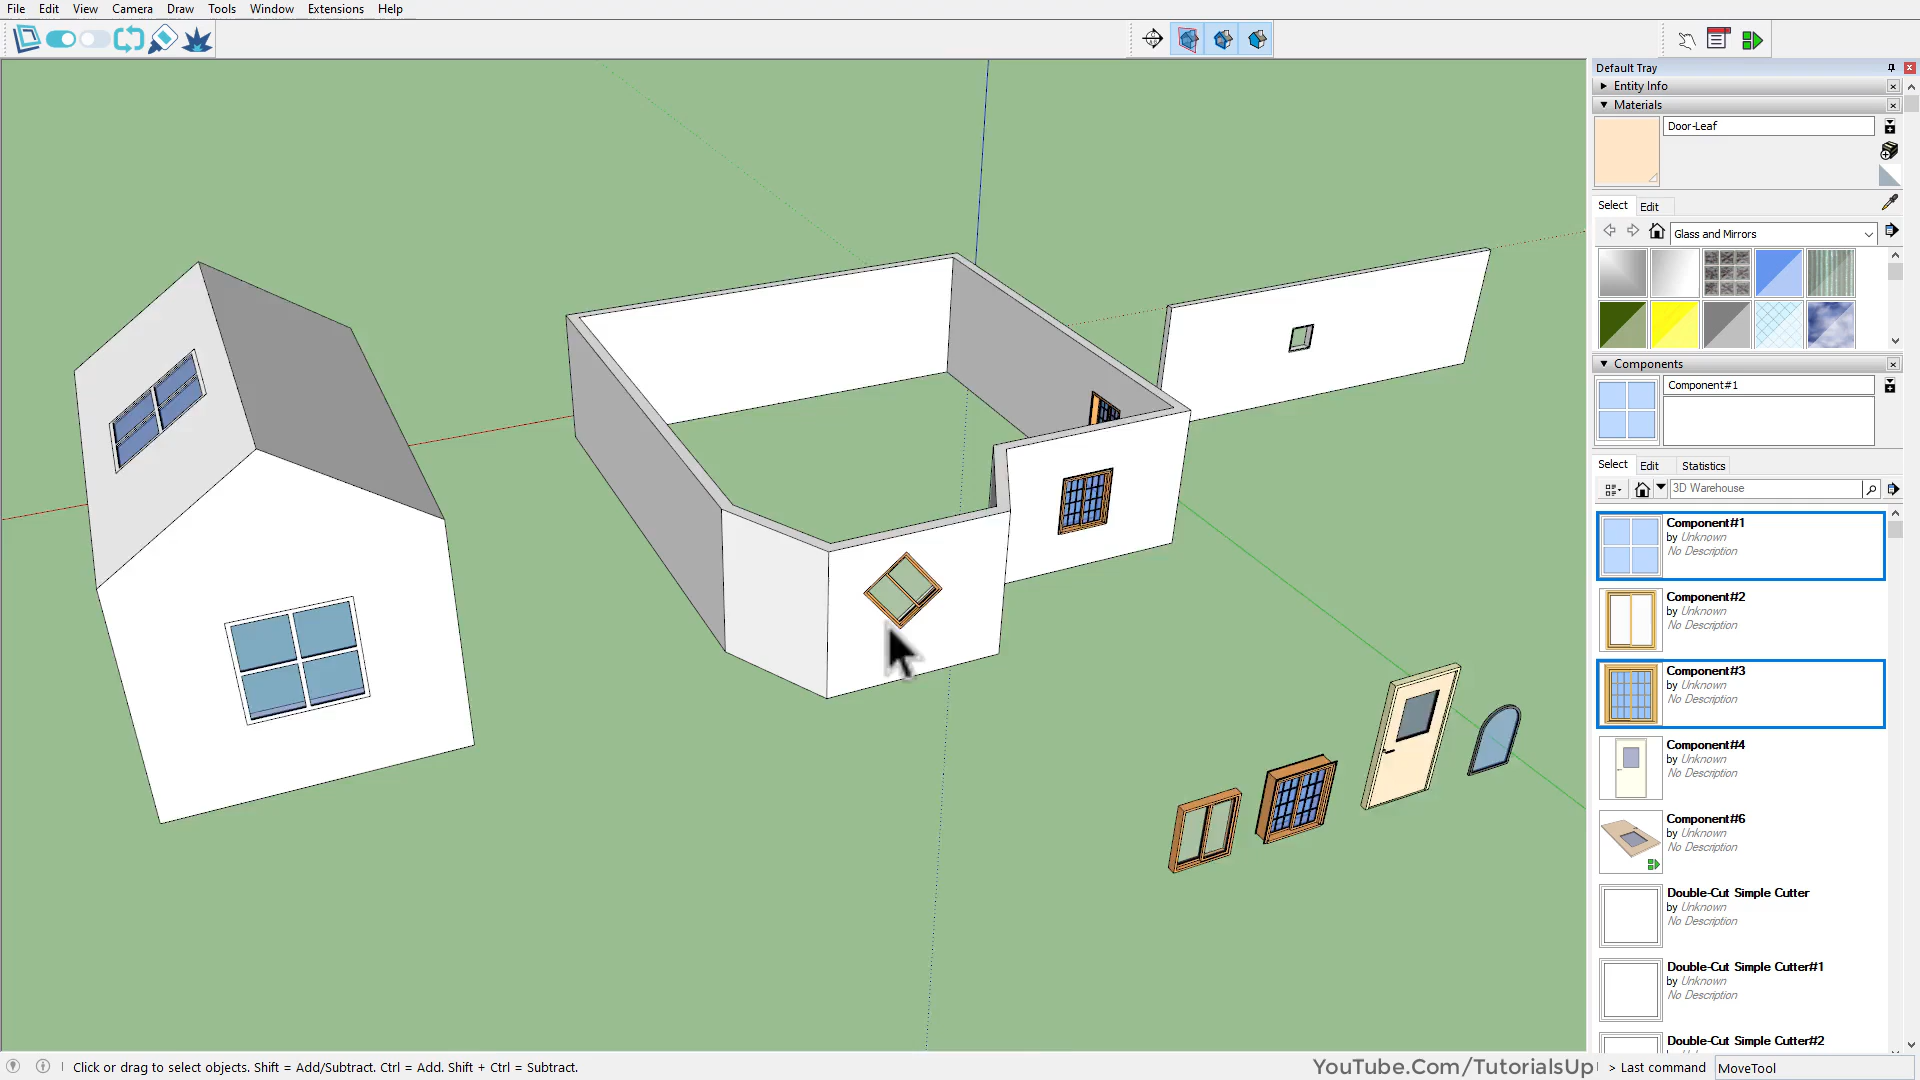 File Edit View Camera Draw Tools Window Extensions Help
Default Tray
Entity Info
Materials
Door-Leaf
Select Edit
Glass and Mirrors
Components
Component#1
Select Edit Statistics
3D Warehouse
Component#1
by Unknown
No Description
Component#2
by Unknown
No Description
Component#3
by Unknown
No Description
Component#4
by Unknown
No Description
Component#6
by Unknown
No Description
Double-Cut Simple Cutter
by Unknown
No Description
Double-Cut Simple Cutter#1
by Unknown
No Description
Double-Cut Simple Cutter#2
Click or drag to select objects. Shift = Add/Subtract. Ctrl = Add. Shift + Ctrl = Subtract.
YouTube.Com/TutorialsUp
> Last command MoveTool